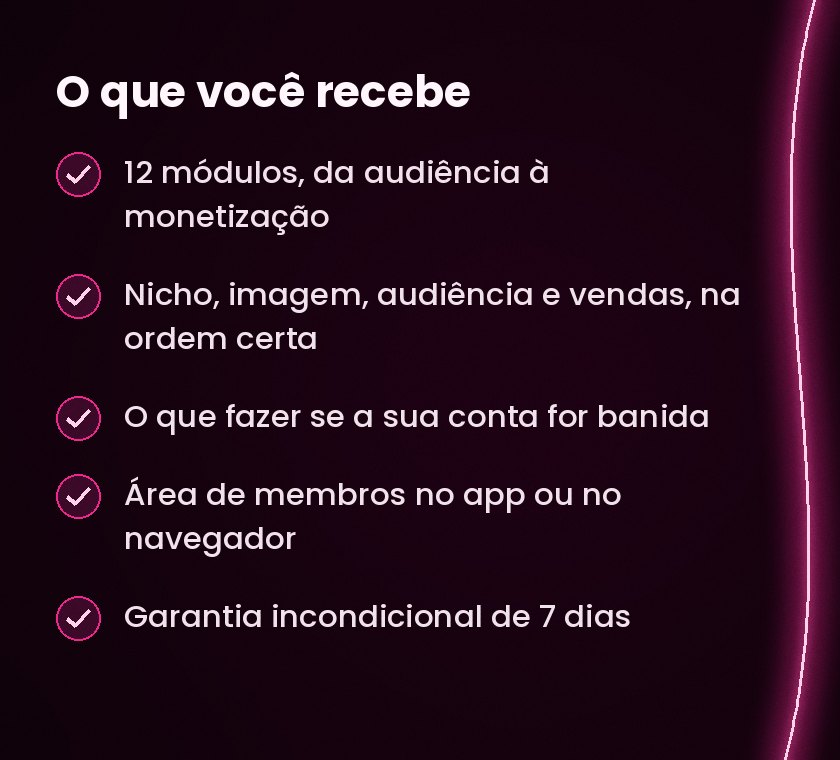 O que você recebe
12 módulos, da audiência à
monetização
Nicho, imagem, audiência e vendas, na
ordem certa
O que fazer se a sua conta for banida
Área de membros no app ou no
navegador
Garantia incondicional de 7 dias